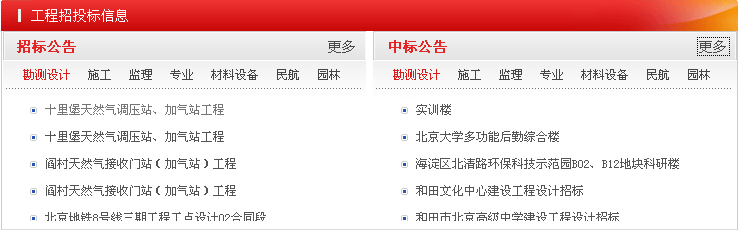 工程招投标信息
招标公告 更多
勘测设计 施工 监理 专业 材料设备 民航 园林
十里堡天然气调压站、加气站工程
十里堡天然气调压站、加气站工程
阎村天然气接收门站（加气站）工程
阎村天然气接收门站（加气站）工程
北京地铁8号线三期工程工点设计02合同段
中标公告 更多
勘测设计 施工 监理 专业 材料设备 民航 园林
实训楼
北京大学多功能后勤综合楼
海淀区北清路环保科技示范园B02、B12地块科研楼
和田文化中心建设工程设计招标
和田市北京高级中学建设工程设计招标